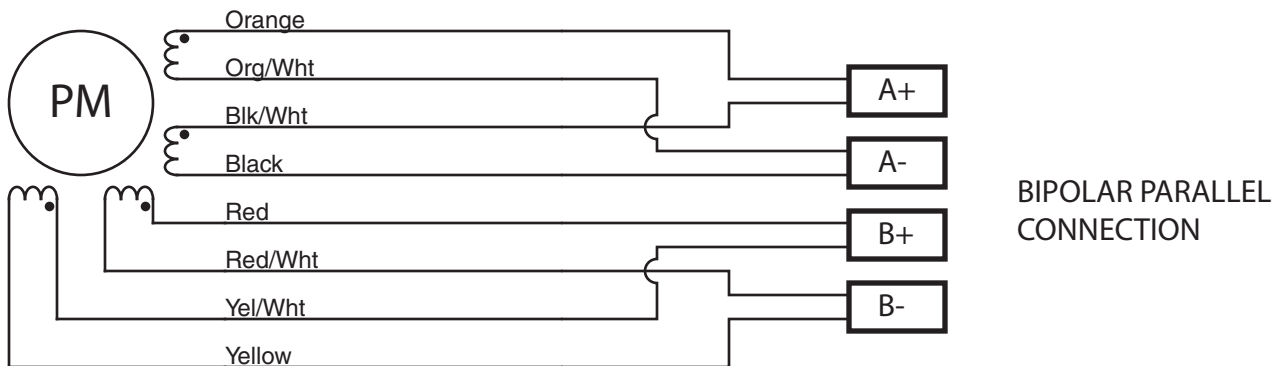 Orange
Org/Wht
Blk/Wht
Black
Red
Red/Wht
Yel/Wht
Yellow
PM
A+
A-
B+
B-
BIPOLAR PARALLEL
CONNECTION